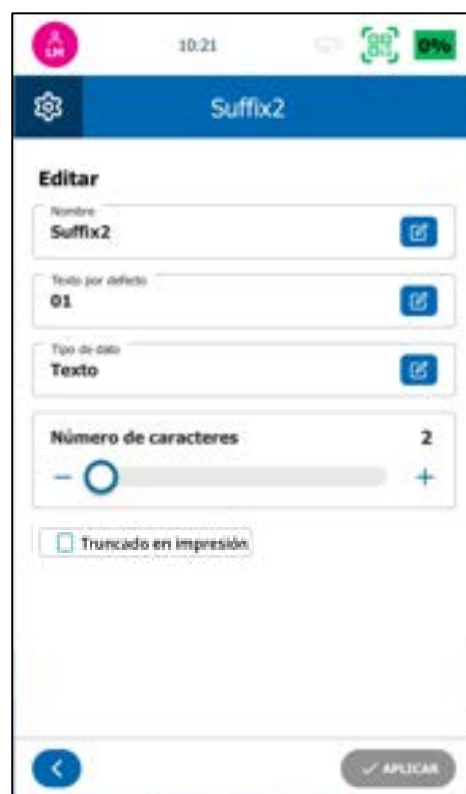 LM
10:21
0%
Suffix2
Editar
Nombre
Suffix2
Texto por defecto
01
Tipo de dato
Texto
Número de caracteres 2
− +
Truncado en impresión
APLICAR